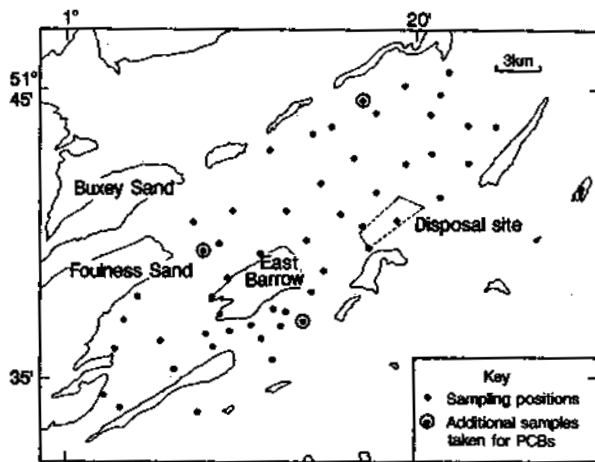 1°
20'
51°
45'
3km
Buxey Sand
Foulness Sand
East
Barrow
Disposal site
35'
Key
Sampling positions
Additional samples
taken for PCBs